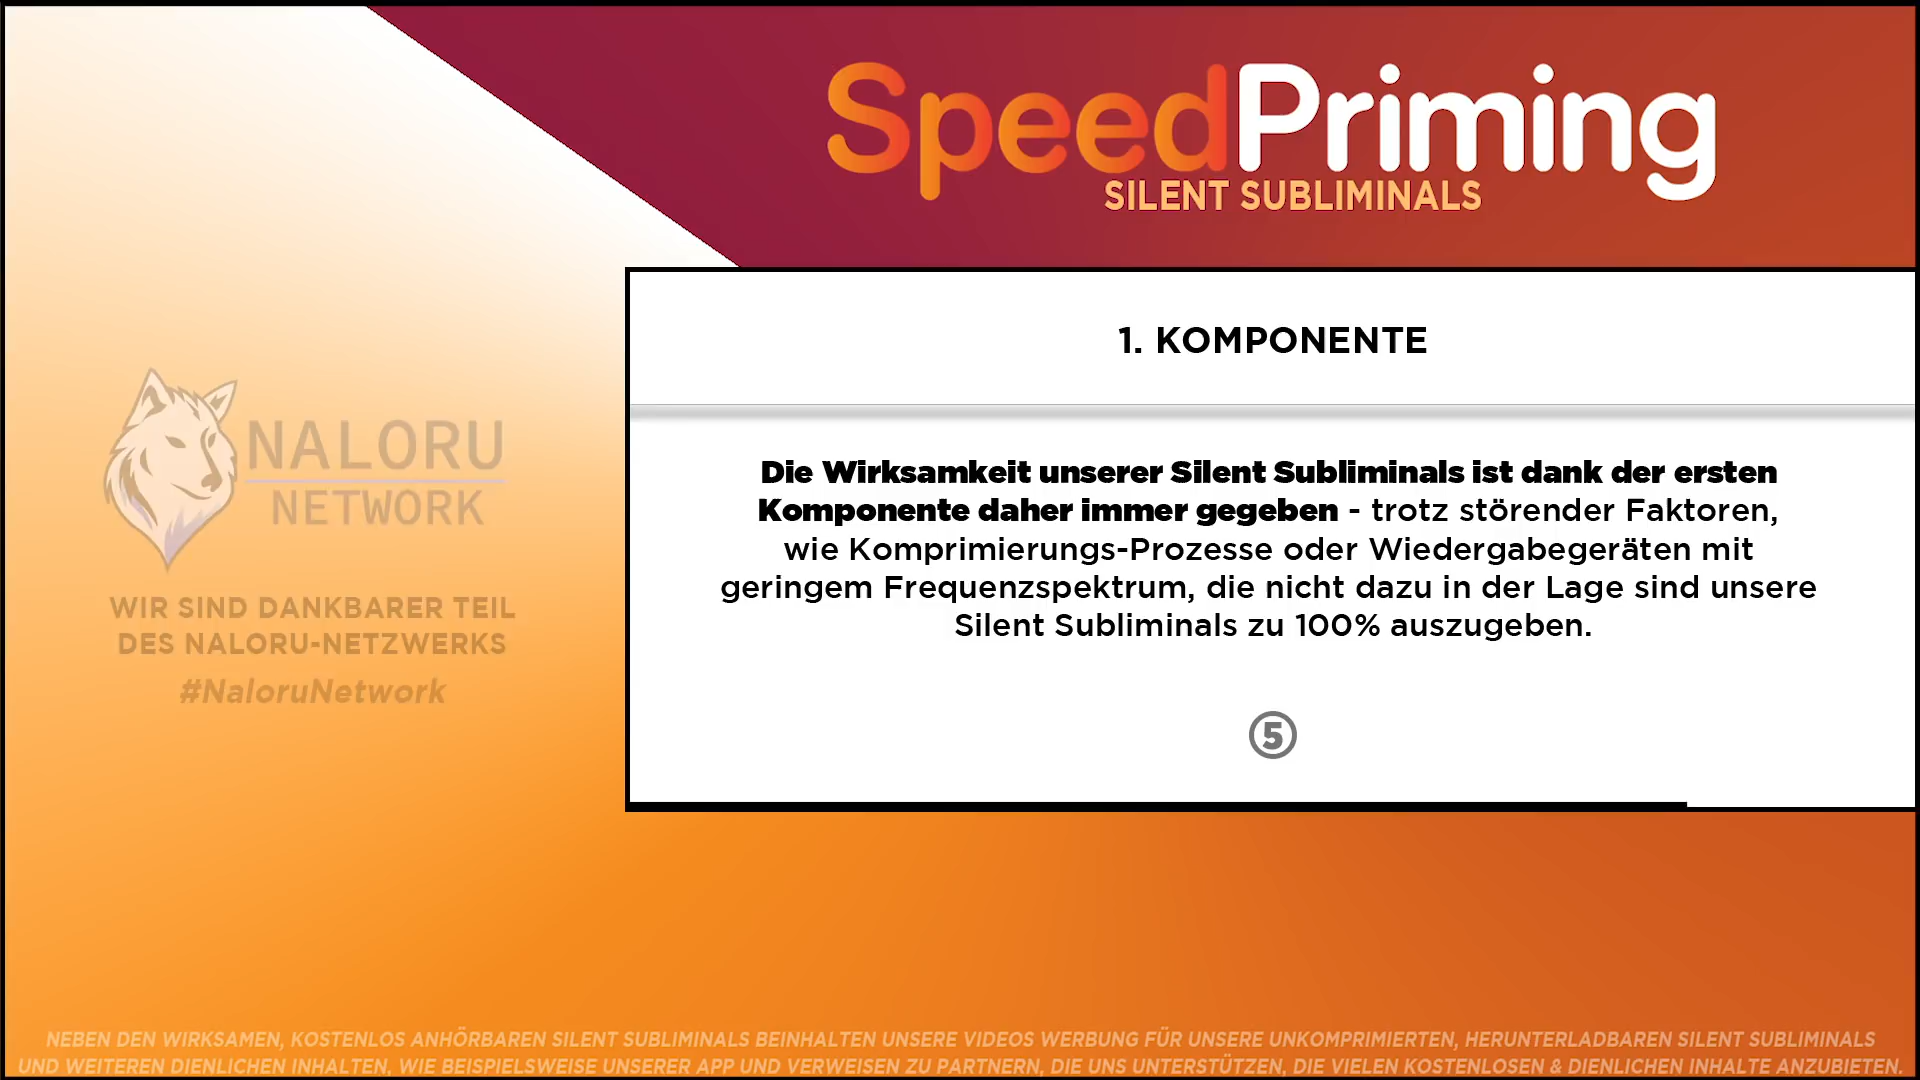 SpeedPriming
SILENT SUBLIMINALS
1. KOMPONENTE
Die Wirksamkeit unserer Silent Subliminals ist dank der ersten
Komponente daher immer gegeben - trotz störender Faktoren,
wie Komprimierungs-Prozesse oder Wiedergabegeräten mit
geringem Frequenzspektrum, die nicht dazu in der Lage sind unsere
Silent Subliminals zu 100% auszugeben.
5
NALORU
NETWORK
WIR SIND DANKBARER TEIL
DES NALORU-NETZWERKS
#NaloruNetwork
NEBEN DEN WIRKSAMEN, KOSTENLOS ANHÖRBAREN SILENT SUBLIMINALS BEINHALTEN UNSERE VIDEOS WERBUNG FÜR UNSERE UNKOMPRIMIERTEN, HERUNTERLADBAREN SILENT SUBLIMINALS
UND WEITEREN DIENLICHEN INHALTEN, WIE BEISPIELSWEISE UNSERER APP UND VERWEISEN ZU PARTNERN, DIE UNS UNTERSTÜTZEN, DIE VIELEN KOSTENLOSEN & DIENLICHEN INHALTE ANZUBIETEN.